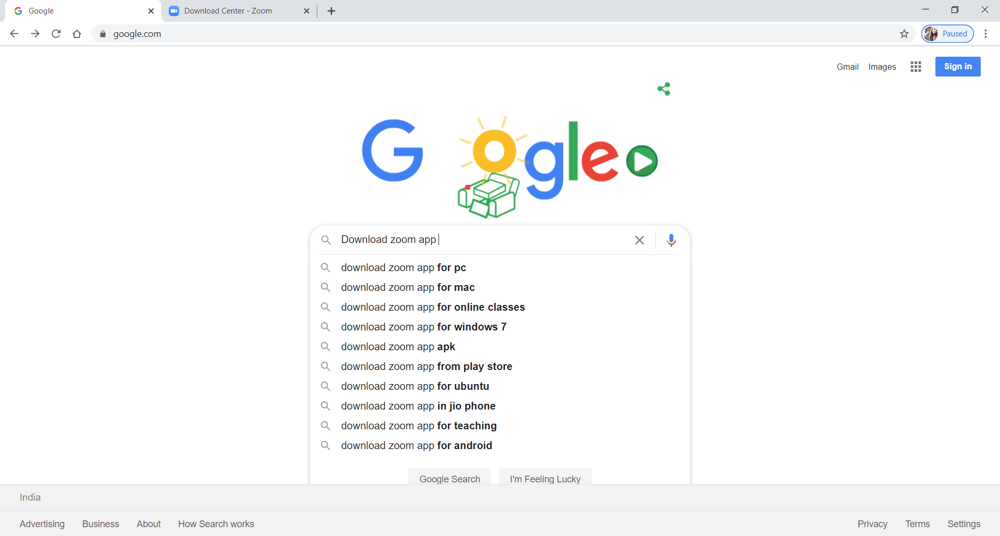 Google
Download Center - Zoom
google.com
Paused
Gmail Images Sign in
G ogle
Download zoom app
download zoom app for pc
download zoom app for mac
download zoom app for online classes
download zoom app for windows 7
download zoom app apk
download zoom app from play store
download zoom app for ubuntu
download zoom app in jio phone
download zoom app for teaching
download zoom app for android
Google Search I'm Feeling Lucky
India
Advertising Business About How Search works Privacy Terms Settings